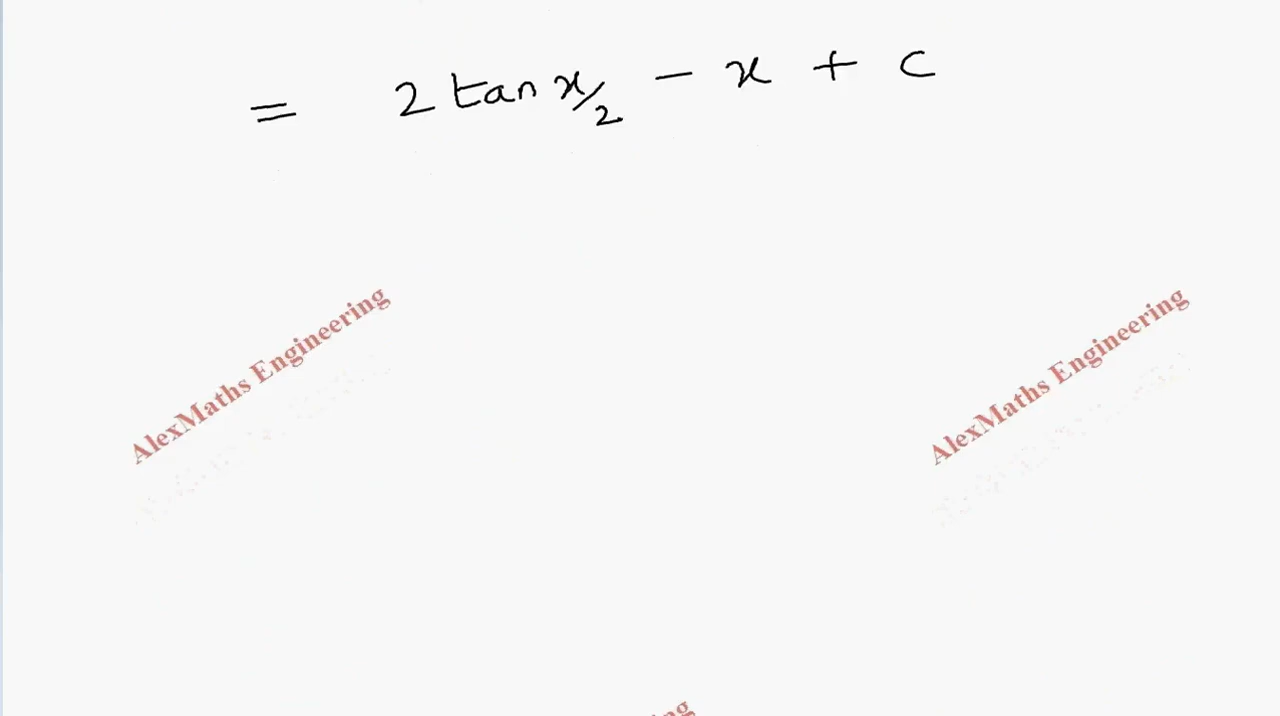 = 2 tan x/2 - x + c
AlexMaths Engineering
AlexMaths Engineering